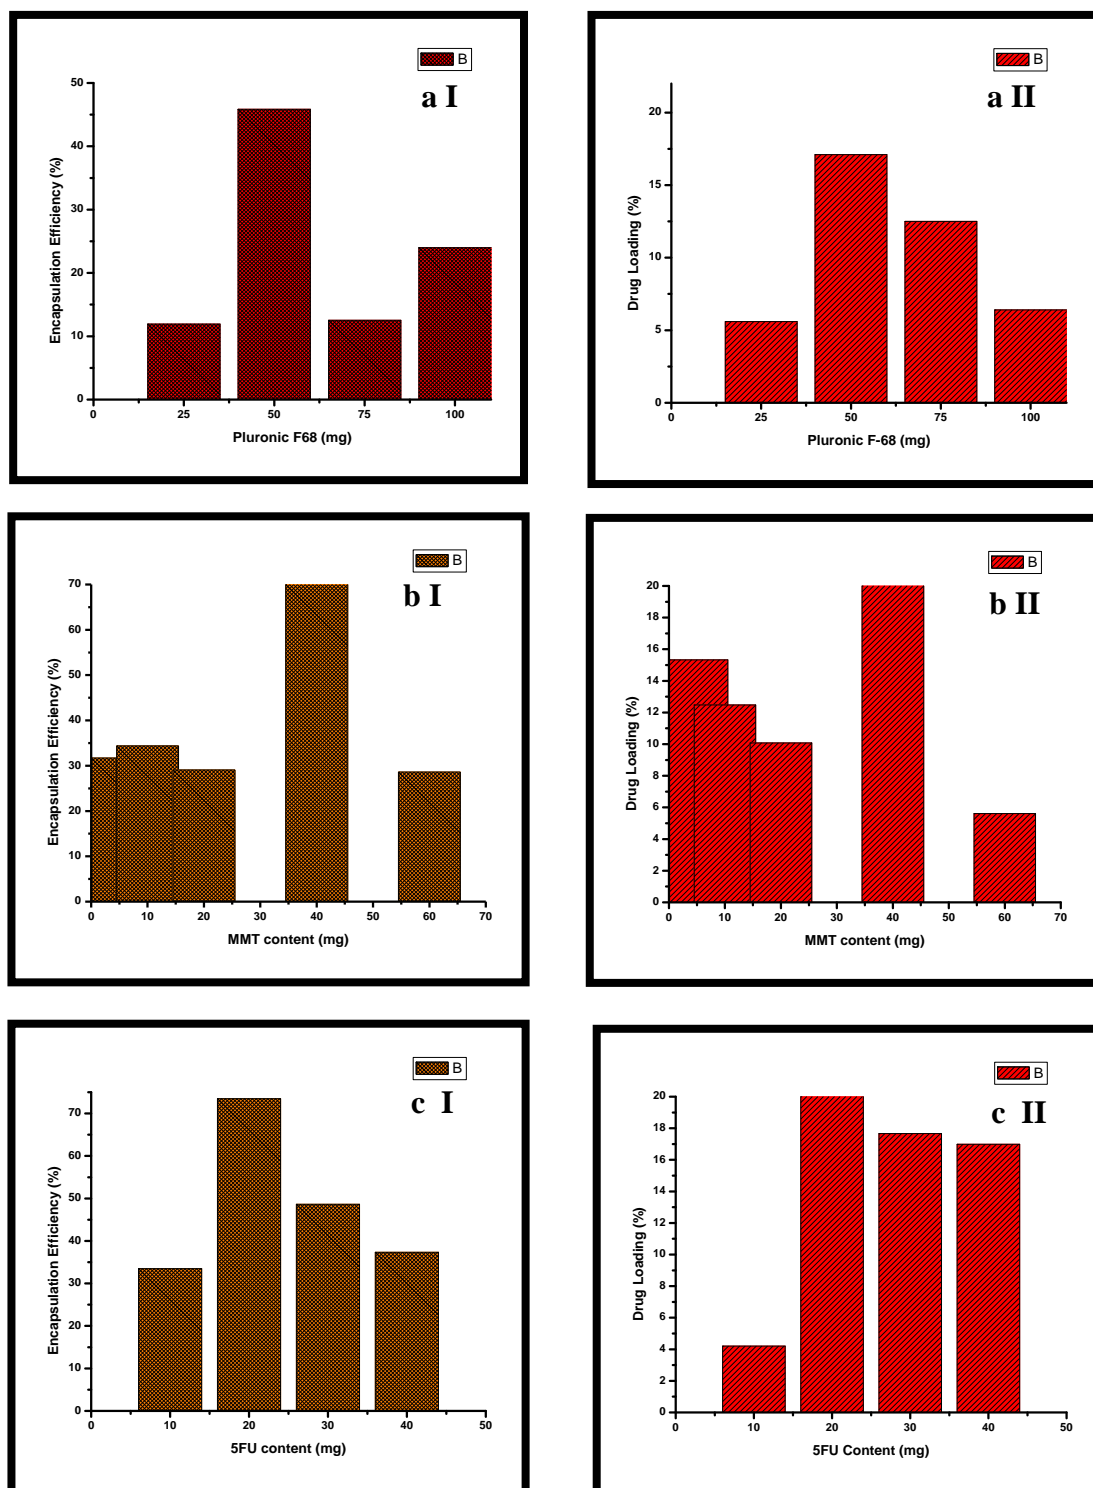 B
a I
50
40
30
20
10
0
Encapsulation Efficiency (%)
0 25 50 75 100
Pluronic F68 (mg)
B
a II
20
15
10
5
0
Drug Loading (%)
0 25 50 75 100
Pluronic F-68 (mg)
B
b I
70
60
50
40
30
20
10
0
Encapsulation Efficiency (%)
0 10 20 30 40 50 60 70
MMT content (mg)
B
b II
20
18
16
14
12
10
8
6
4
2
0
Drug Loading (%)
0 10 20 30 40 50 60 70
MMT content (mg)
B
c I
70
60
50
40
30
20
10
0
Encapsulation Efficiency (%)
0 10 20 30 40 50
5FU content (mg)
B
c II
20
18
16
14
12
10
8
6
4
2
0
Drug Loading (%)
0 10 20 30 40 50
5FU Content (mg)